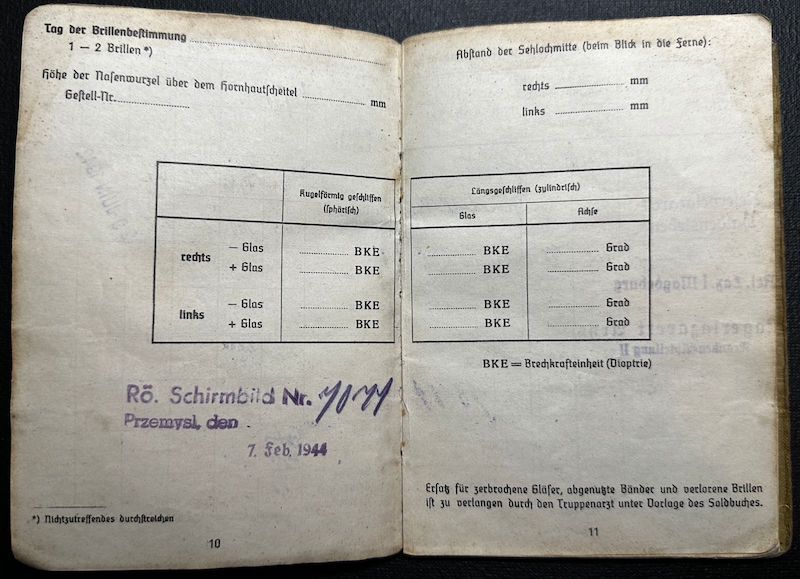 Tag der Brillenbestimmung
1 — 2 Brillen *)
Höhe der Nasenwurzel über dem Hornhautscheitel ............ mm
Gestell-Nr.
Kugelförmig geschliffen
(sphärisch)
rechts
— Glas ............ BKE
+ Glas ............ BKE
links
— Glas ............ BKE
+ Glas ............ BKE
Rö. Schirmbild Nr.
Przemysl, den
7. Feb. 1944
*) Nichtzutreffendes durchstreichen
10
Abstand der Sehlochmitte (beim Blick in die Ferne):
rechts ............ mm
links ............ mm
Längsgeschliffen (zylindrisch)
Glas Achse
............ BKE ............ Grad
............ BKE ............ Grad
............ BKE ............ Grad
............ BKE ............ Grad
BKE = Brechkrafteinheit (Dioptrie)
Ersatz für zerbrochene Gläser, abgenutzte Bänder und verlorene Brillen
ist zu verlangen durch den Truppenarzt unter Vorlage des Soldbuches.
11